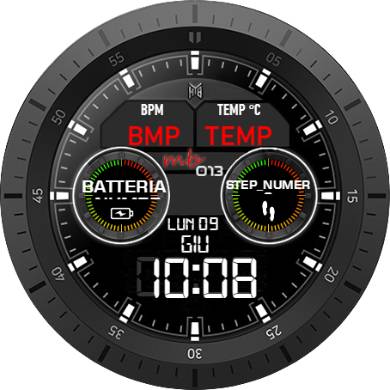 55
5
50
10
BPM
TEMP °C
BMP
TEMP
mb
013
45
BATTERIA
STEP_NUMER
15
LUN 09
GIU
10:08
40
20
35
25
30